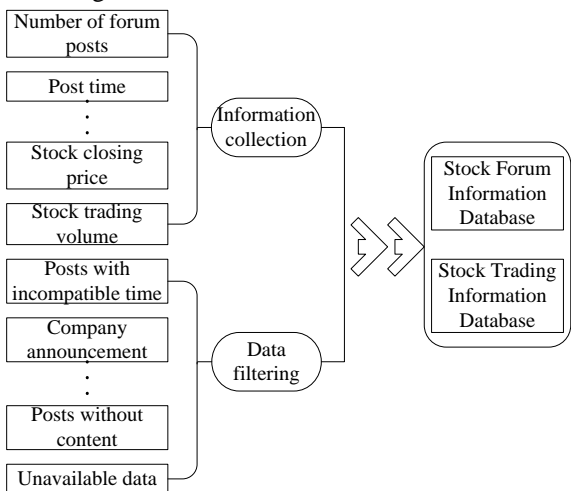 Number of forum
posts
Post time
Stock closing
price
Stock trading
volume
Posts with
incompatible time
Company
announcement
Posts without
content
Unavailable data
Information
collection
Data
filtering
Stock Forum
Information
Database
Stock Trading
Information
Database